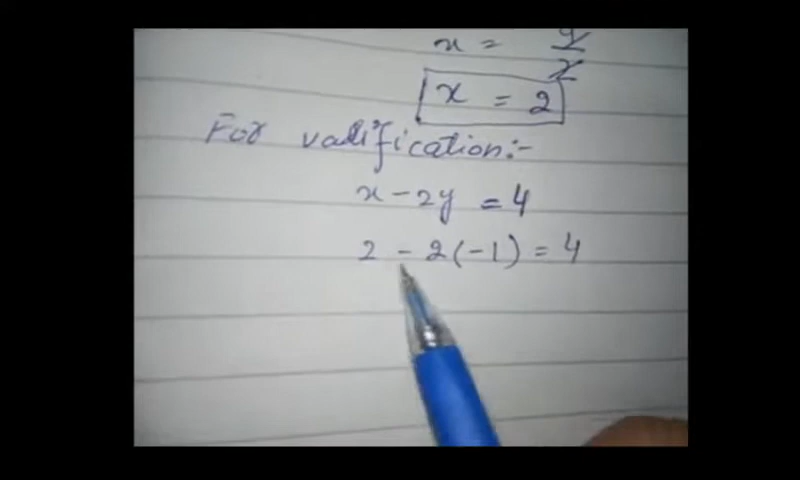 x =
x = 2
For valification:-
x - 2y = 4
2 - 2(-1) = 4